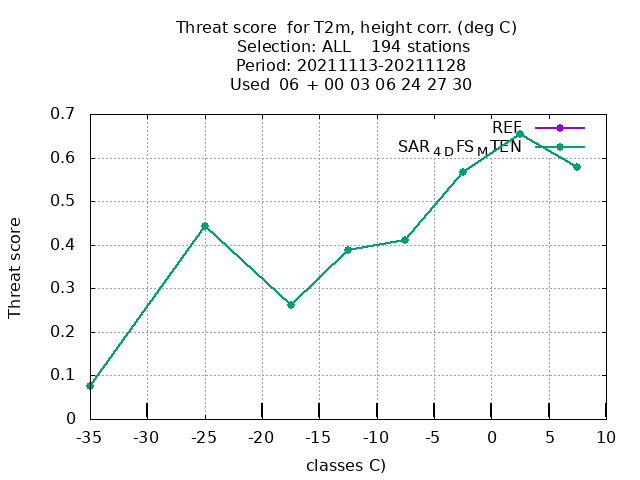 Threat score for T2m, height corr. (deg C)
Selection: ALL 194 stations
Period: 20211113-20211128
Used 06 + 00 03 06 24 27 30
0.7
0.6
0.5
0.4
0.3
0.2
0.1
0
Threat score
REF
SAR4DFSMTEN
-35 -30 -25 -20 -15 -10 -5 0 5 10
classes C)